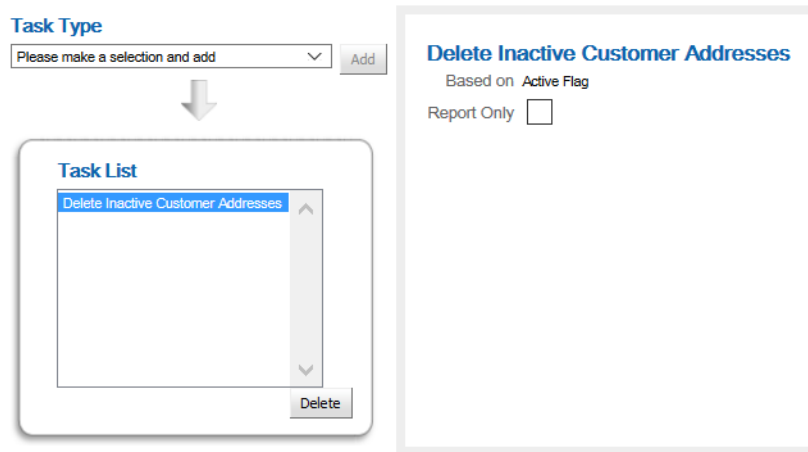 Task Type
Please make a selection and add
Add
Task List
Delete Inactive Customer Addresses
Delete
Delete Inactive Customer Addresses
Based on Active Flag
Report Only